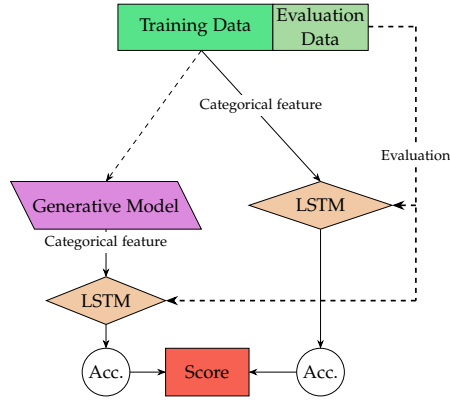 Training Data
Evaluation
Data
Categorical feature
Evaluation
Generative Model
LSTM
Categorical feature
LSTM
Acc.
Score
Acc.